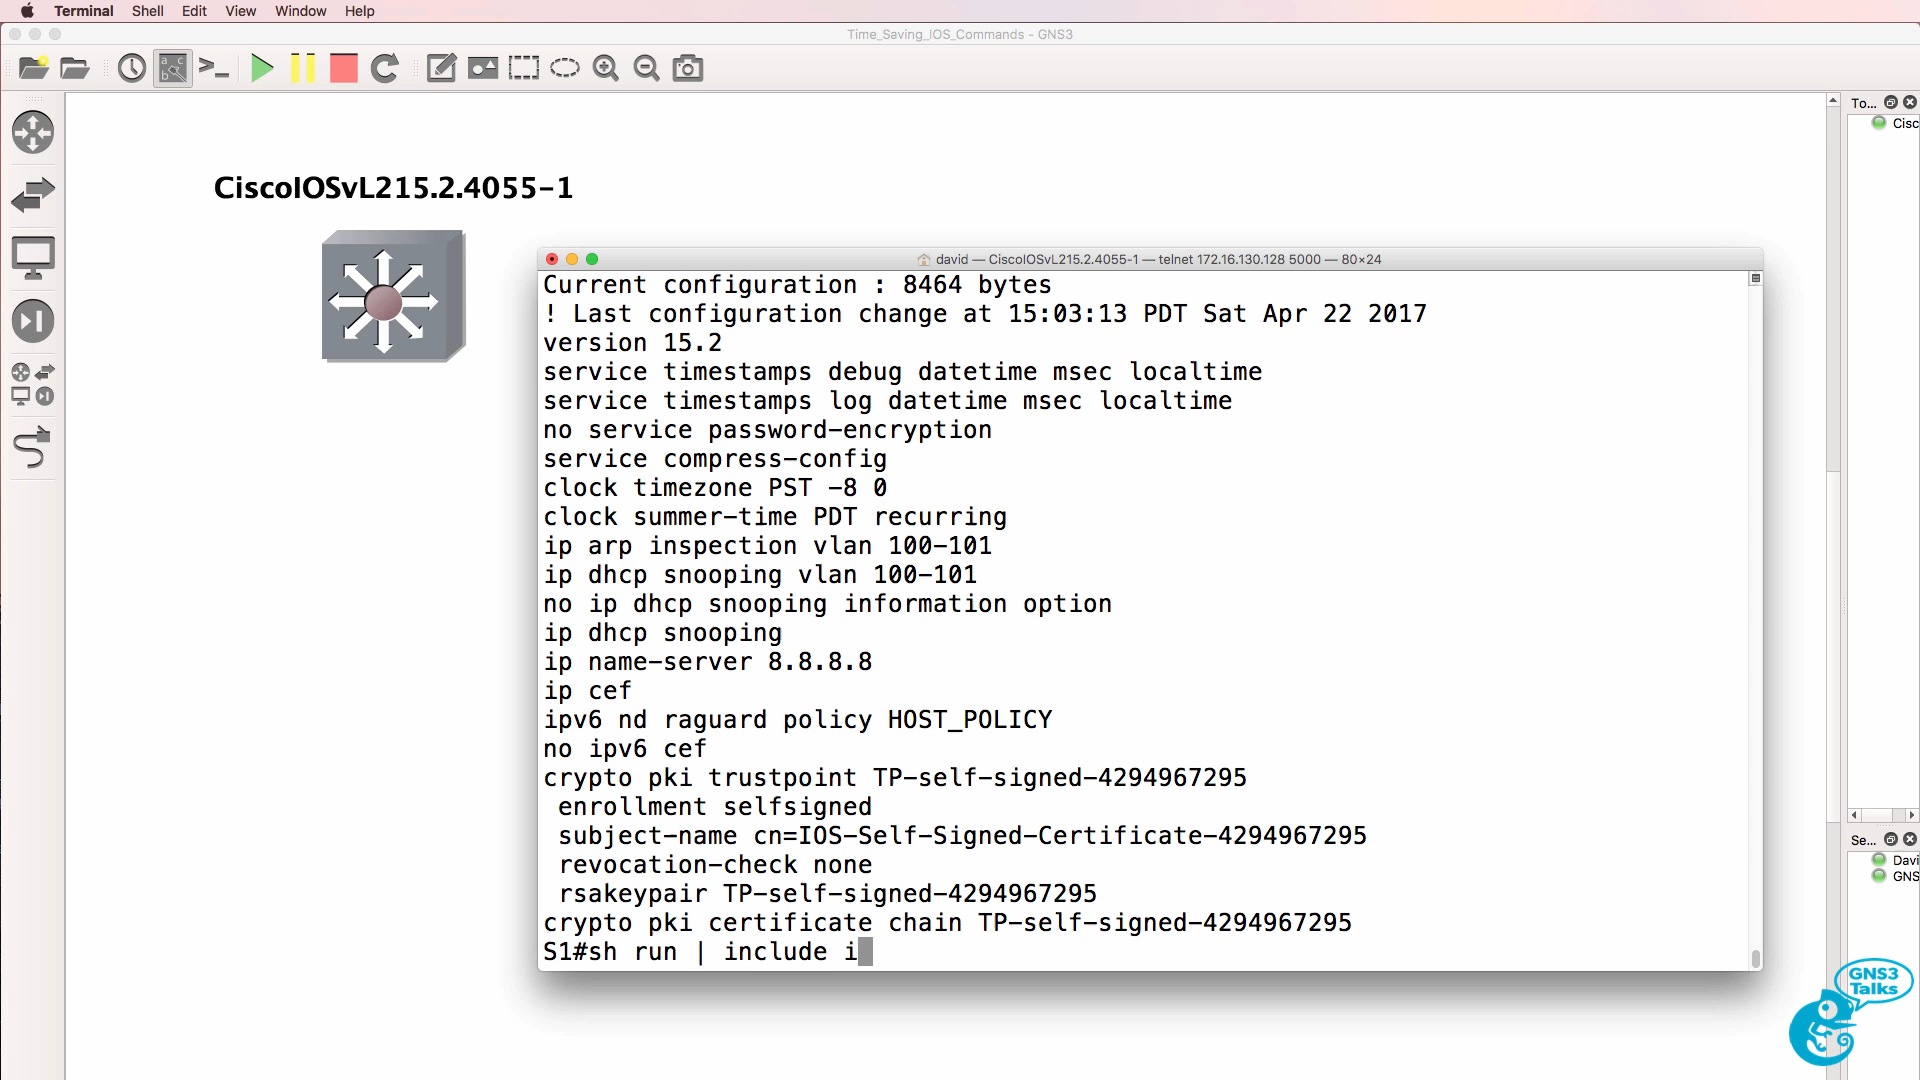 Terminal Shell Edit View Window Help
Time_Saving_IOS_Commands - GNS3
To...
Cisc
CiscoIOSvL215.2.4055-1
david — CiscoIOSvL215.2.4055-1 — telnet 172.16.130.128 5000 — 80×24
Current configuration : 8464 bytes
! Last configuration change at 15:03:13 PDT Sat Apr 22 2017
version 15.2
service timestamps debug datetime msec localtime
service timestamps log datetime msec localtime
no service password-encryption
service compress-config
clock timezone PST -8 0
clock summer-time PDT recurring
ip arp inspection vlan 100-101
ip dhcp snooping vlan 100-101
no ip dhcp snooping information option
ip dhcp snooping
ip name-server 8.8.8.8
ip cef
ipv6 nd raguard policy HOST_POLICY
no ipv6 cef
crypto pki trustpoint TP-self-signed-4294967295
 enrollment selfsigned
 subject-name cn=IOS-Self-Signed-Certificate-4294967295
 revocation-check none
 rsakeypair TP-self-signed-4294967295
crypto pki certificate chain TP-self-signed-4294967295
S1#sh run | include i
Se...
Davi
GNS
GNS3
Talks